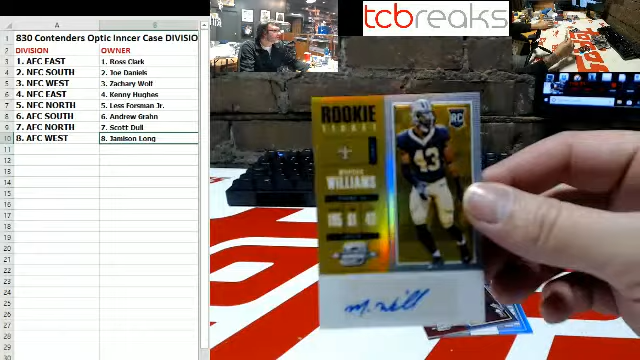 830 Contenders Optic Inncer Case DIVISIO
DIVISION OWNER
1. AFC EAST 1. Ross Clark
2. NFC SOUTH 2. Joe Daniels
3. NFC WEST 3. Zachary Wolf
4. NFC EAST 4. Kenny Hughes
5. NFC NORTH 5. Less Forsman Jr.
6. AFC SOUTH 6. Andrew Grahn
7. AFC NORTH 7. Scott Dull
8. AFC WEST 8. Jamison Long
tcbreaks
ROOKIE
TICKET
RC
WILLIAMS
43
M. Will